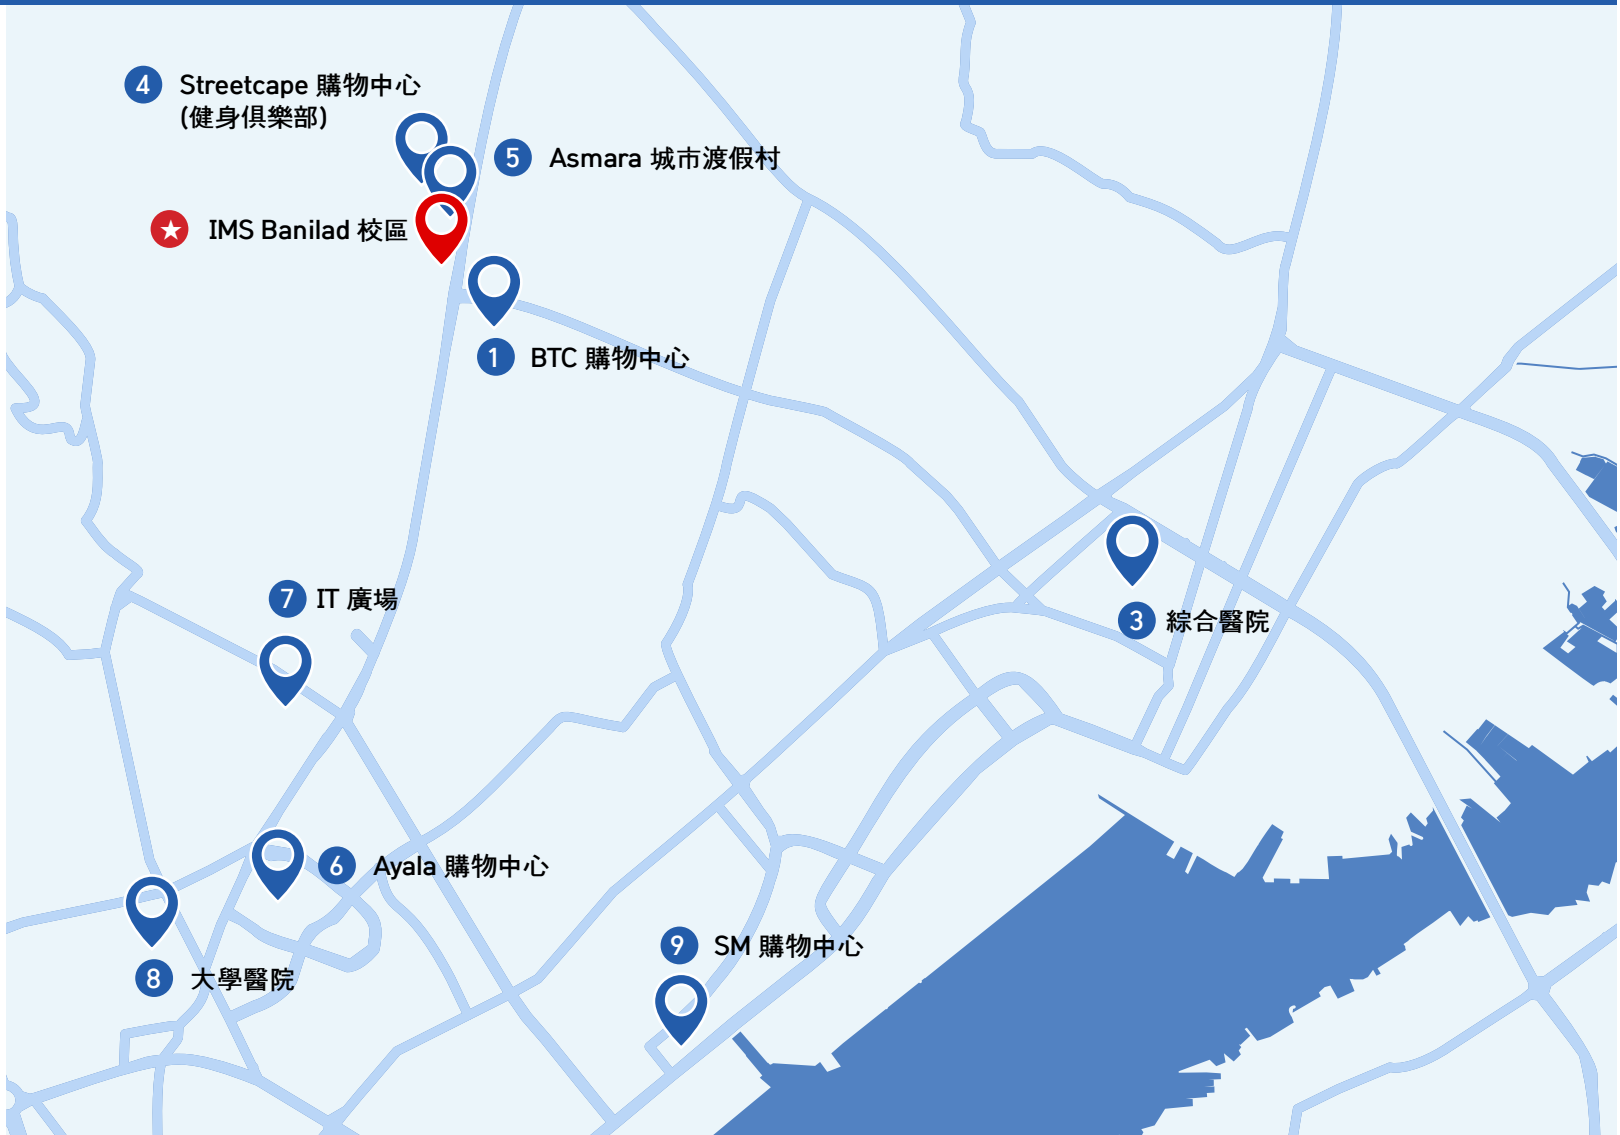 4 Streetcape 購物中心
(健身俱樂部)
5 Asmara 城市渡假村
IMS Banilad 校區
1 BTC 購物中心
7 IT 廣場
3 綜合醫院
6 Ayala 購物中心
9 SM 購物中心
8 大學醫院